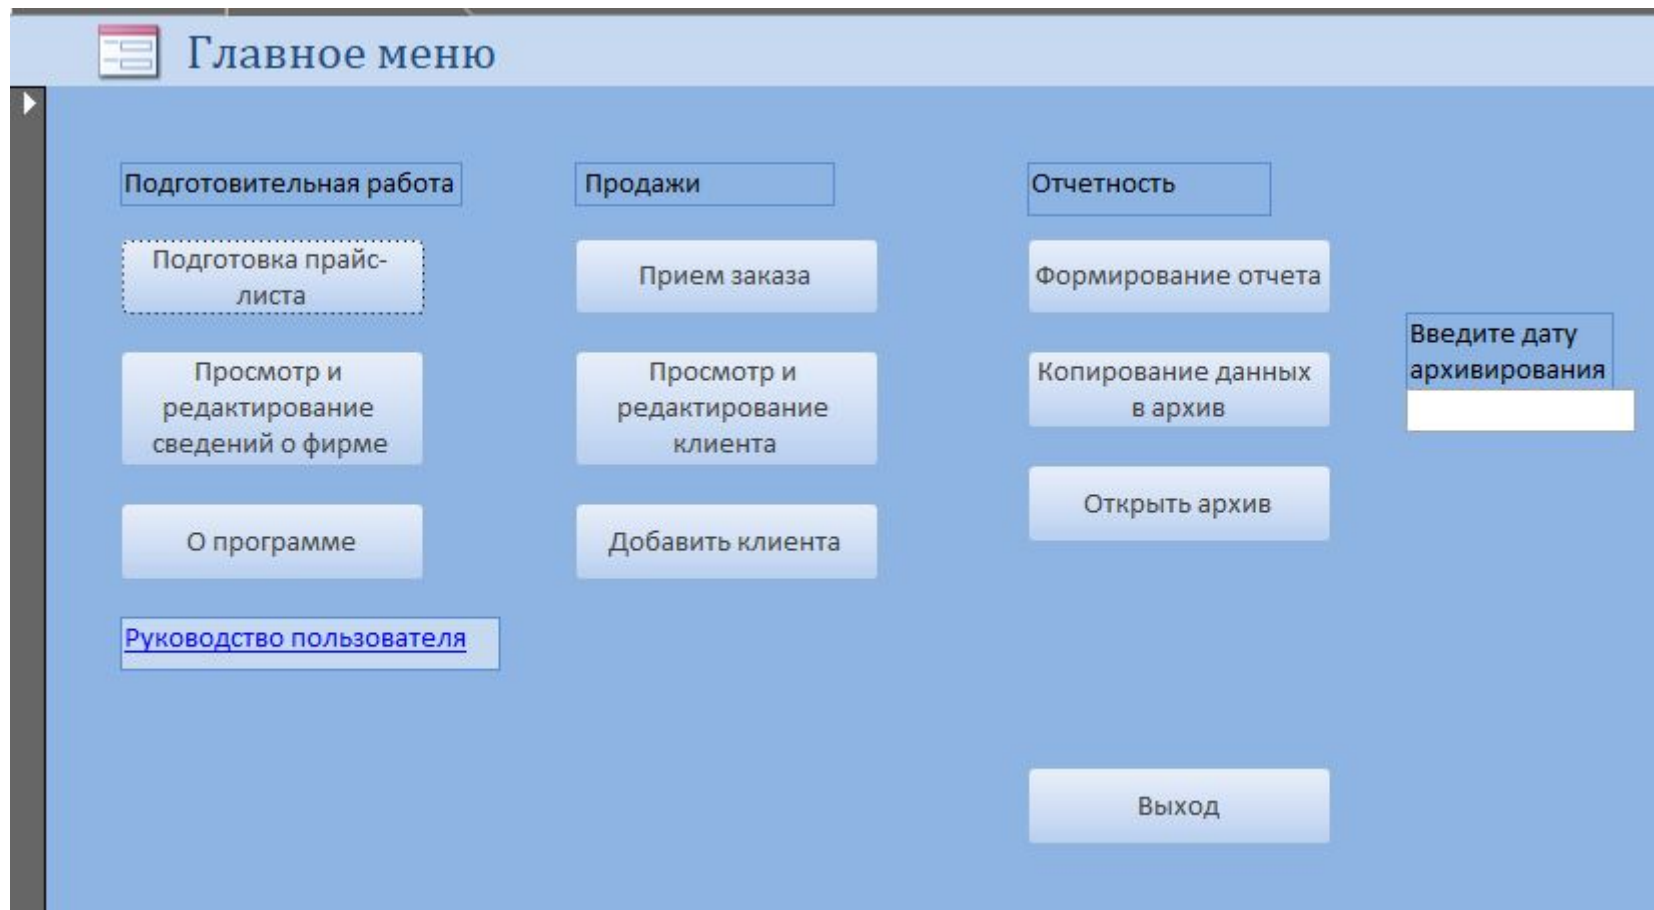 Главное меню
Подготовительная работа
Подготовка прайс-
листа
Просмотр и
редактирование
сведений о фирме
О программе
Руководство пользователя
Продажи
Прием заказа
Просмотр и
редактирование
клиента
Добавить клиента
Отчетность
Формирование отчета
Копирование данных
в архив
Открыть архив
Введите дату
архивирования
Выход